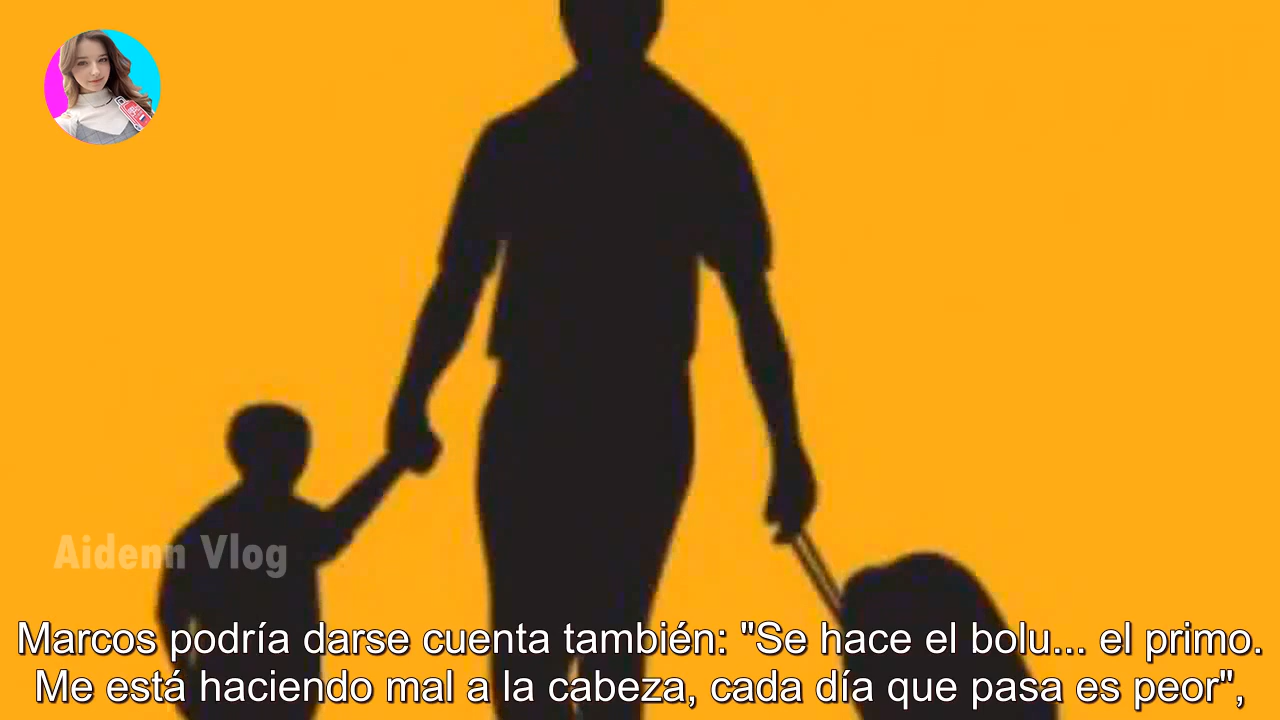 Aidenn Vlog
Marcos podría darse cuenta también: "Se hace el bolu... el primo.
Me está haciendo mal a la cabeza, cada día que pasa es peor",